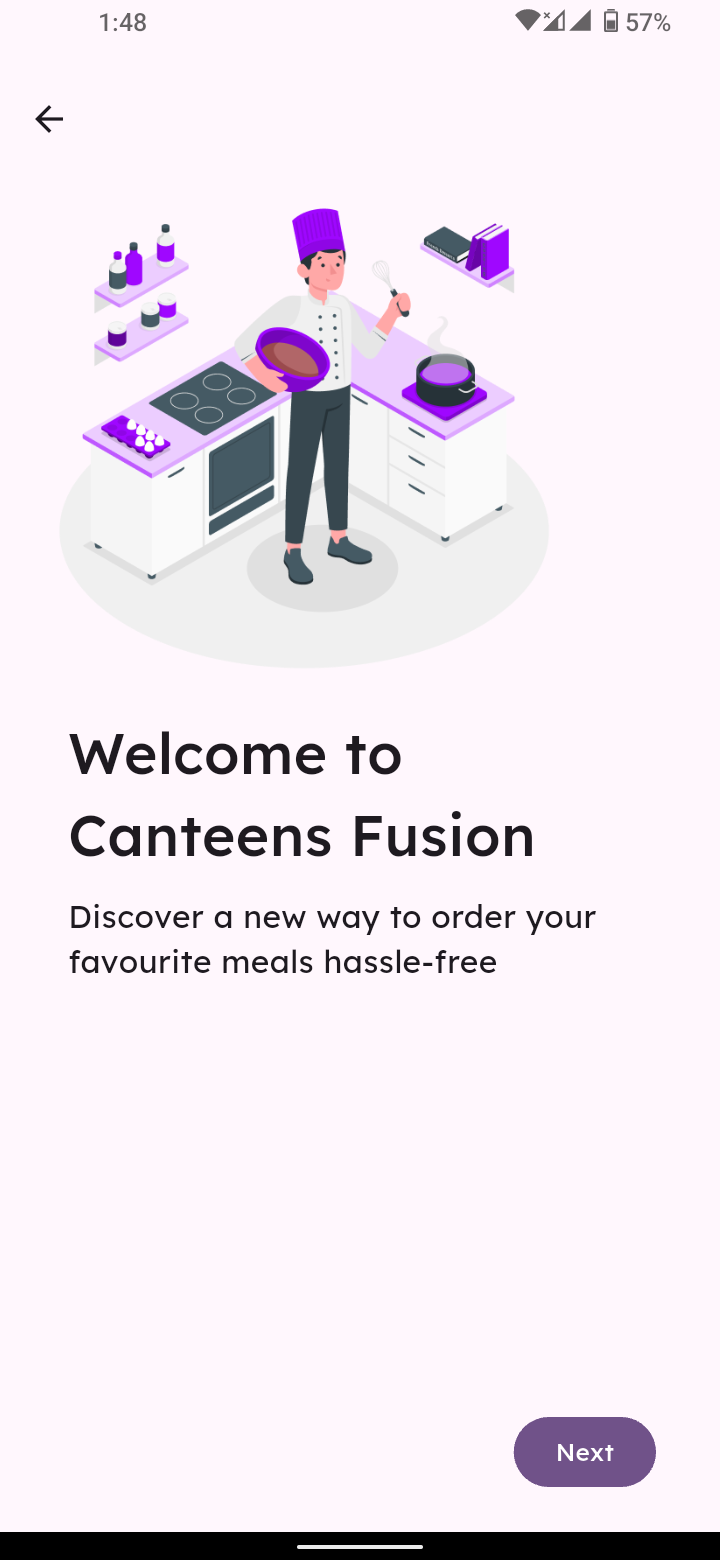 1:48
57%
Welcome to
Canteens Fusion
Discover a new way to order your
favourite meals hassle-free
Next